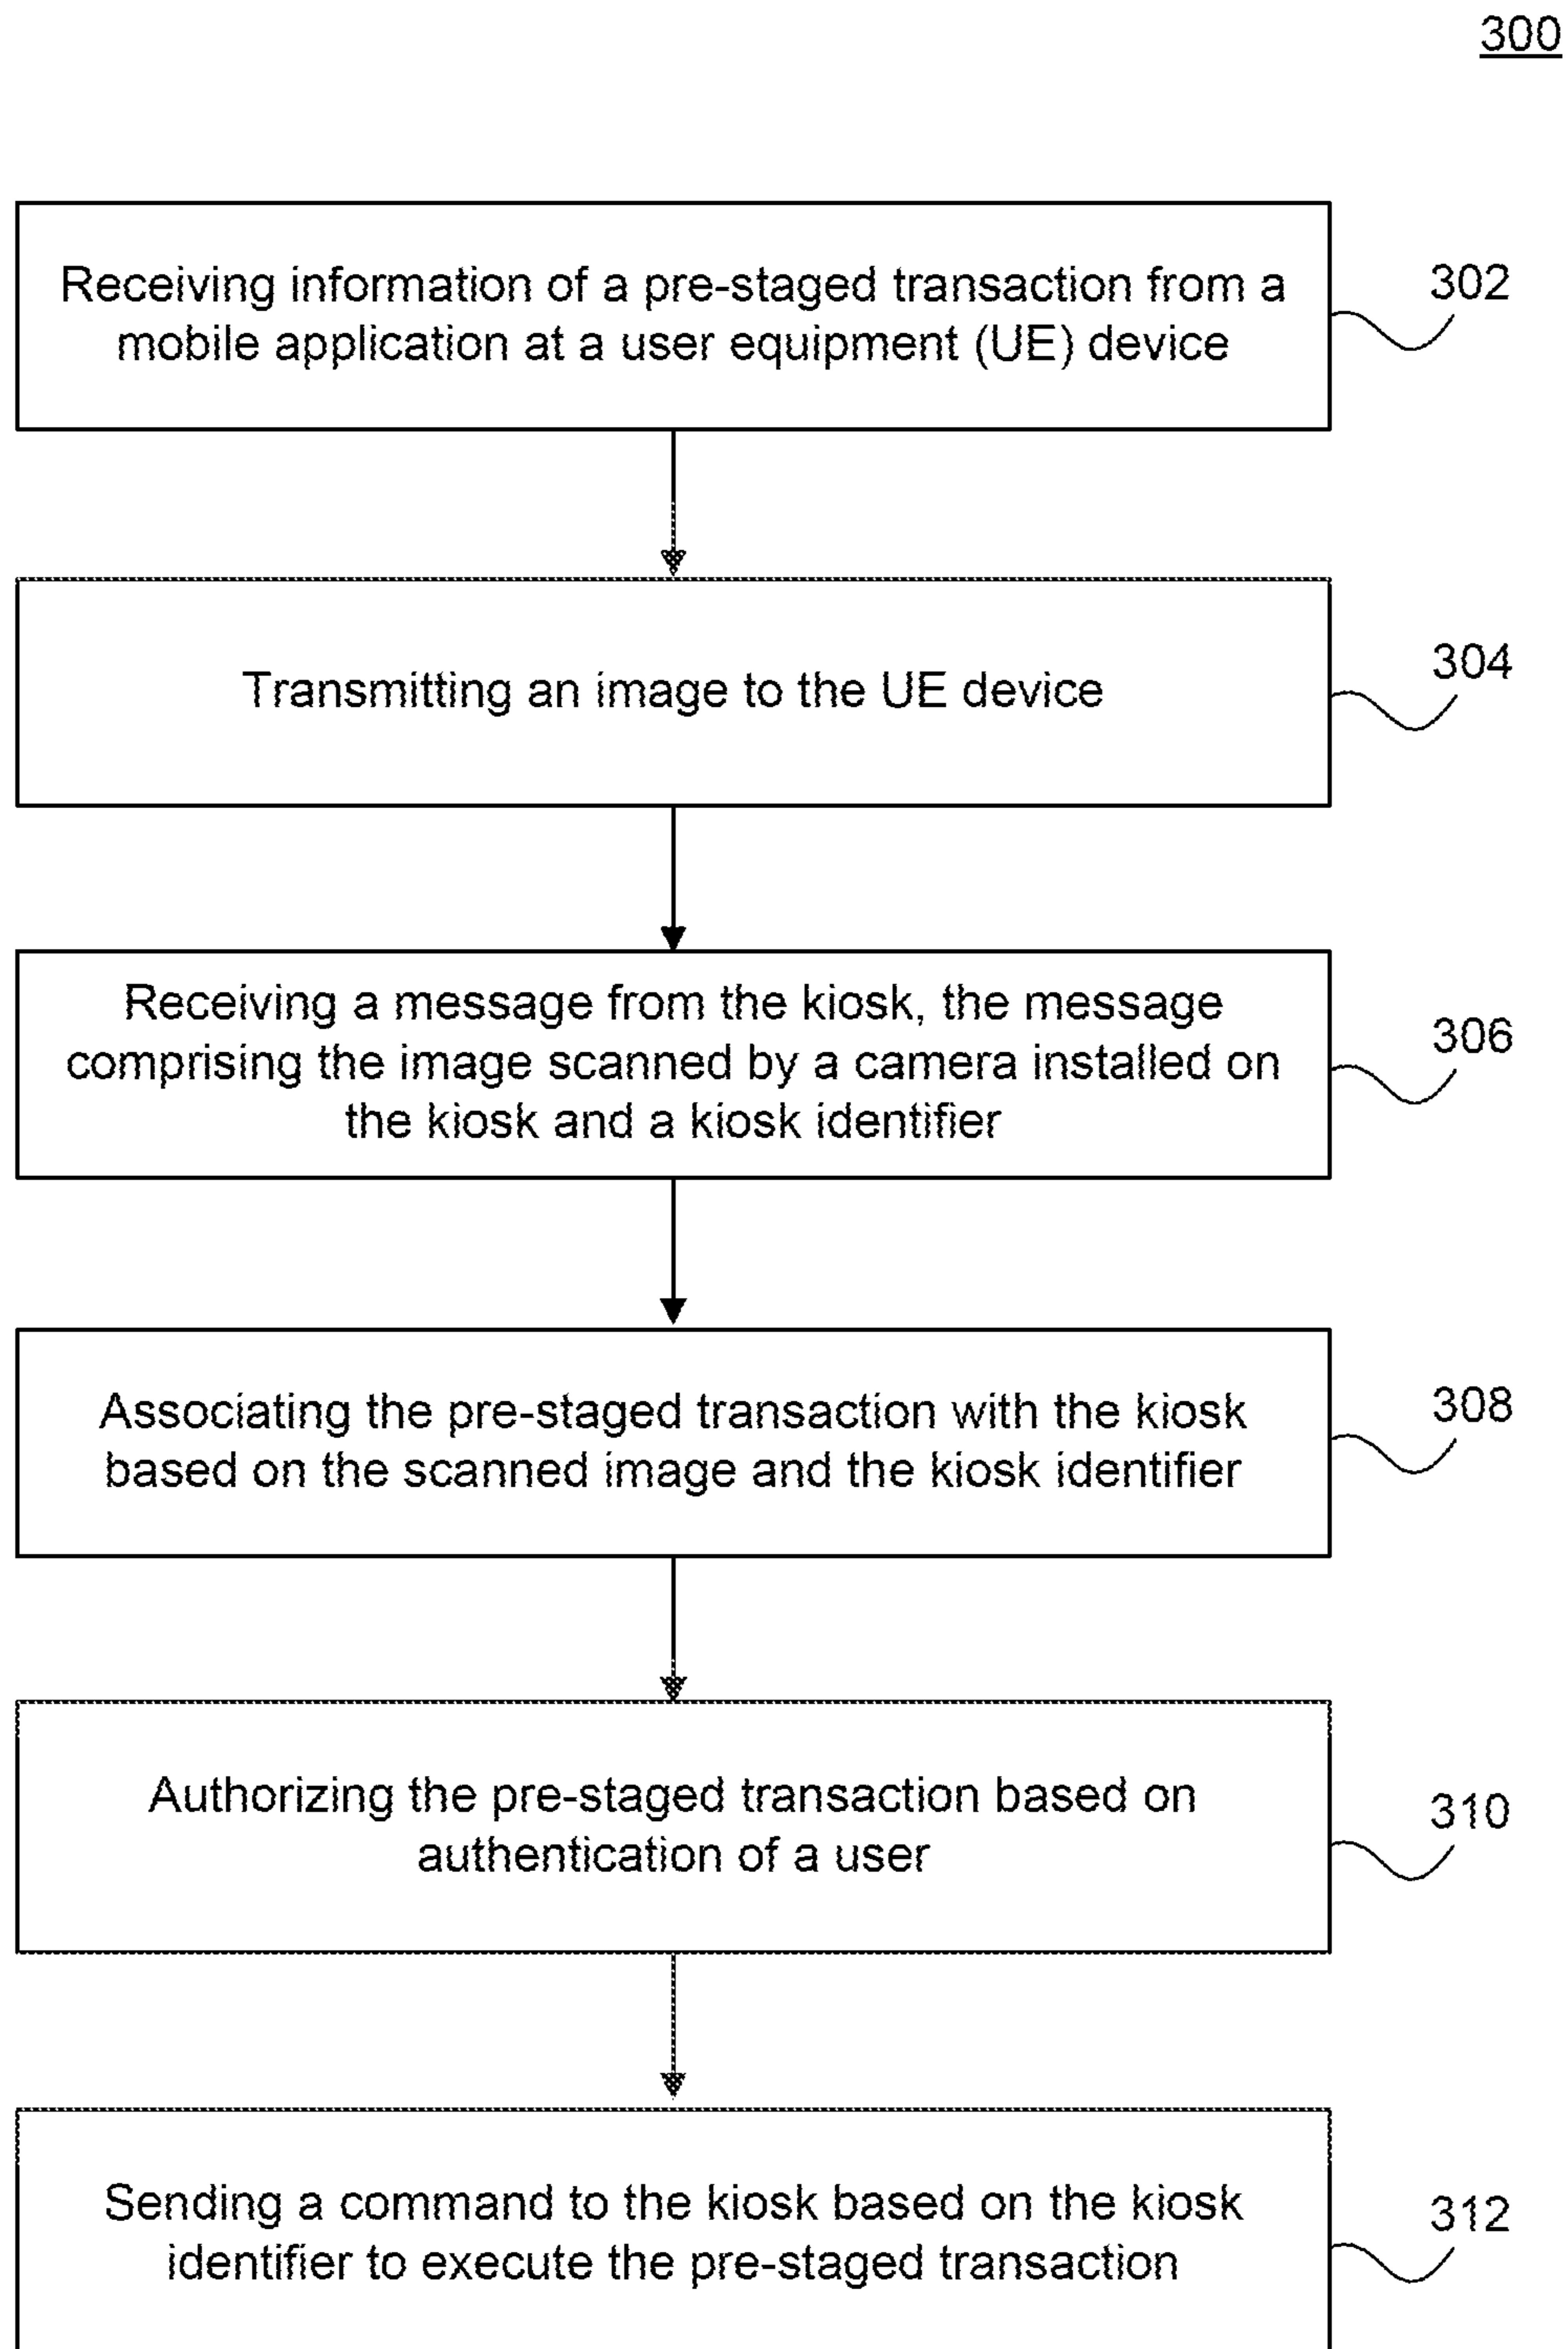 300
Receiving information of a pre-staged transaction from a
mobile application at a user equipment (UE) device
302
Transmitting an image to the UE device
304
Receiving a message from the kiosk, the message
comprising the image scanned by a camera installed on
the kiosk and a kiosk identifier
306
Associating the pre-staged transaction with the kiosk
based on the scanned image and the kiosk identifier
308
Authorizing the pre-staged transaction based on
authentication of a user
310
Sending a command to the kiosk based on the kiosk
identifier to execute the pre-staged transaction
312